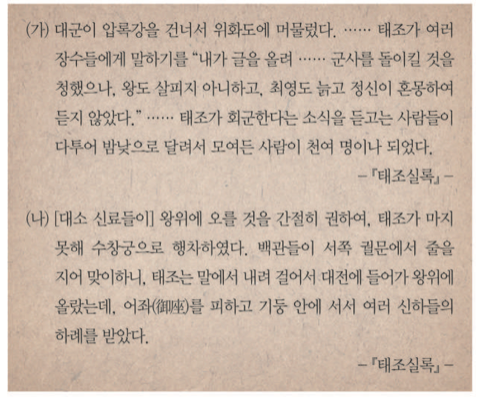 (가) 대군이 압록강을 건너서 위화도에 머물렀다. …… 태조가 여러
장수들에게 말하기를 “내가 글을 올려 …… 군사를 돌이킬 것을
청했으나, 왕도 살피지 아니하고, 최영도 늙고 정신이 혼몽하여
듣지 않았다.” …… 태조가 회군한다는 소식을 듣고는 사람들이
다투어 밤낮으로 달려서 모여든 사람이 천여 명이나 되었다.
－『태조실록』－
(나) [대소 신료들이] 왕위에 오를 것을 간절히 권하여, 태조가 마지
못해 수창궁으로 행차하였다. 백관들이 서쪽 궐문에서 줄을
지어 맞이하니, 태조는 말에서 내려 걸어서 대전에 들어가 왕위에
올랐는데, 어좌(御座)를 피하고 기둥 안에 서서 여러 신하들의
하례를 받았다.
－『태조실록』－